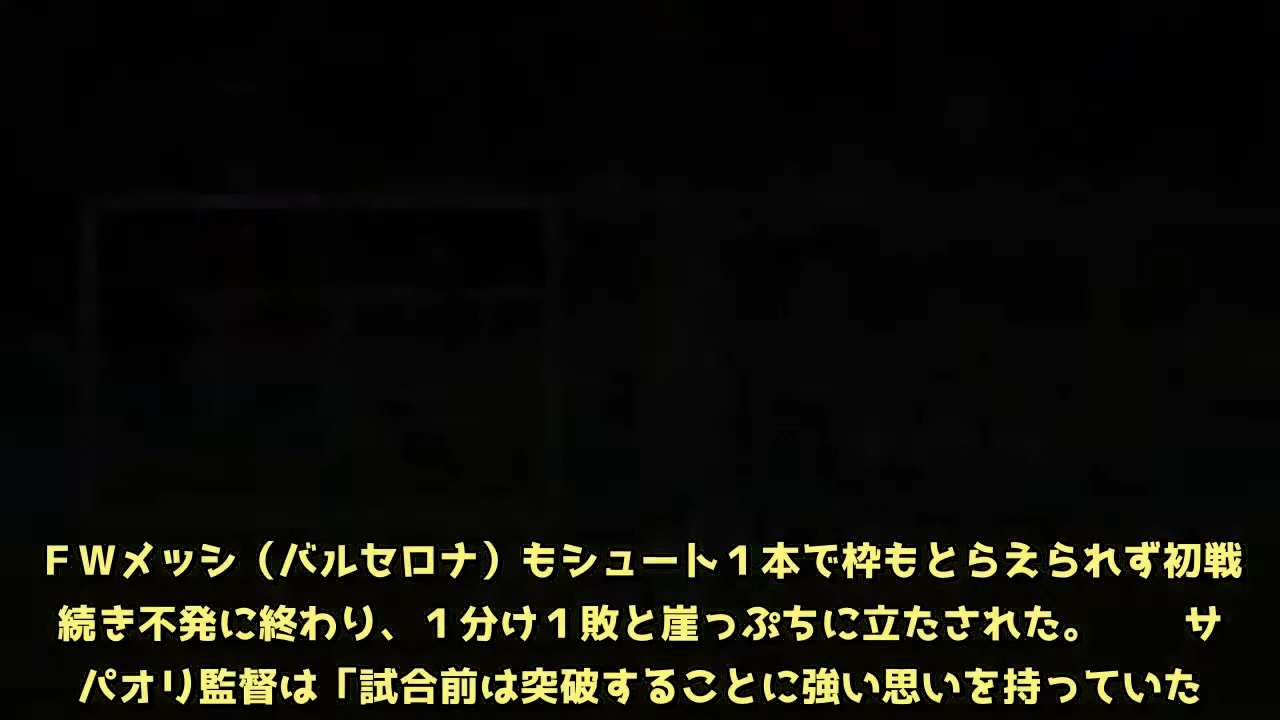 ＦＷメッシ（バルセロナ）もシュート１本で枠もとらえられず初戦
続き不発に終わり、１分け１敗と崖っぷちに立たされた。　　サ
パオリ監督は「試合前は突破することに強い思いを持っていた